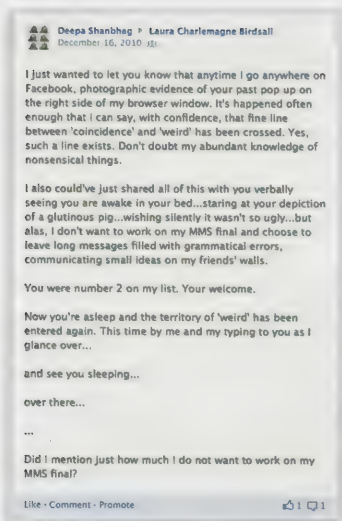 Deepa Shanbhag ▸ Laura Charlemagne Birdsall
December 16, 2010
I just wanted to let you know that anytime I go anywhere on
Facebook, photographic evidence of your past pop up on
the right side of my browser window. It's happened often
enough that I can say, with confidence, that fine line
between 'coincidence' and 'weird' has been crossed. Yes,
such a line exists. Don't doubt my abundant knowledge of
nonsensical things.
I also could've just shared all of this with you verbally
seeing you are awake in your bed...staring at your depiction
of a glutinous pig...wishing silently it wasn't so ugly...but
alas, I don't want to work on my MMS final and choose to
leave long messages filled with grammatical errors,
communicating small ideas on my friends' walls.
You were number 2 on my list. Your welcome.
Now you're asleep and the territory of 'weird' has been
entered again. This time by me and my typing to you as I
glance over...
and see you sleeping...
over there...
...
Did I mention just how much I do not want to work on my
MMS final?
Like · Comment · Promote
1 1